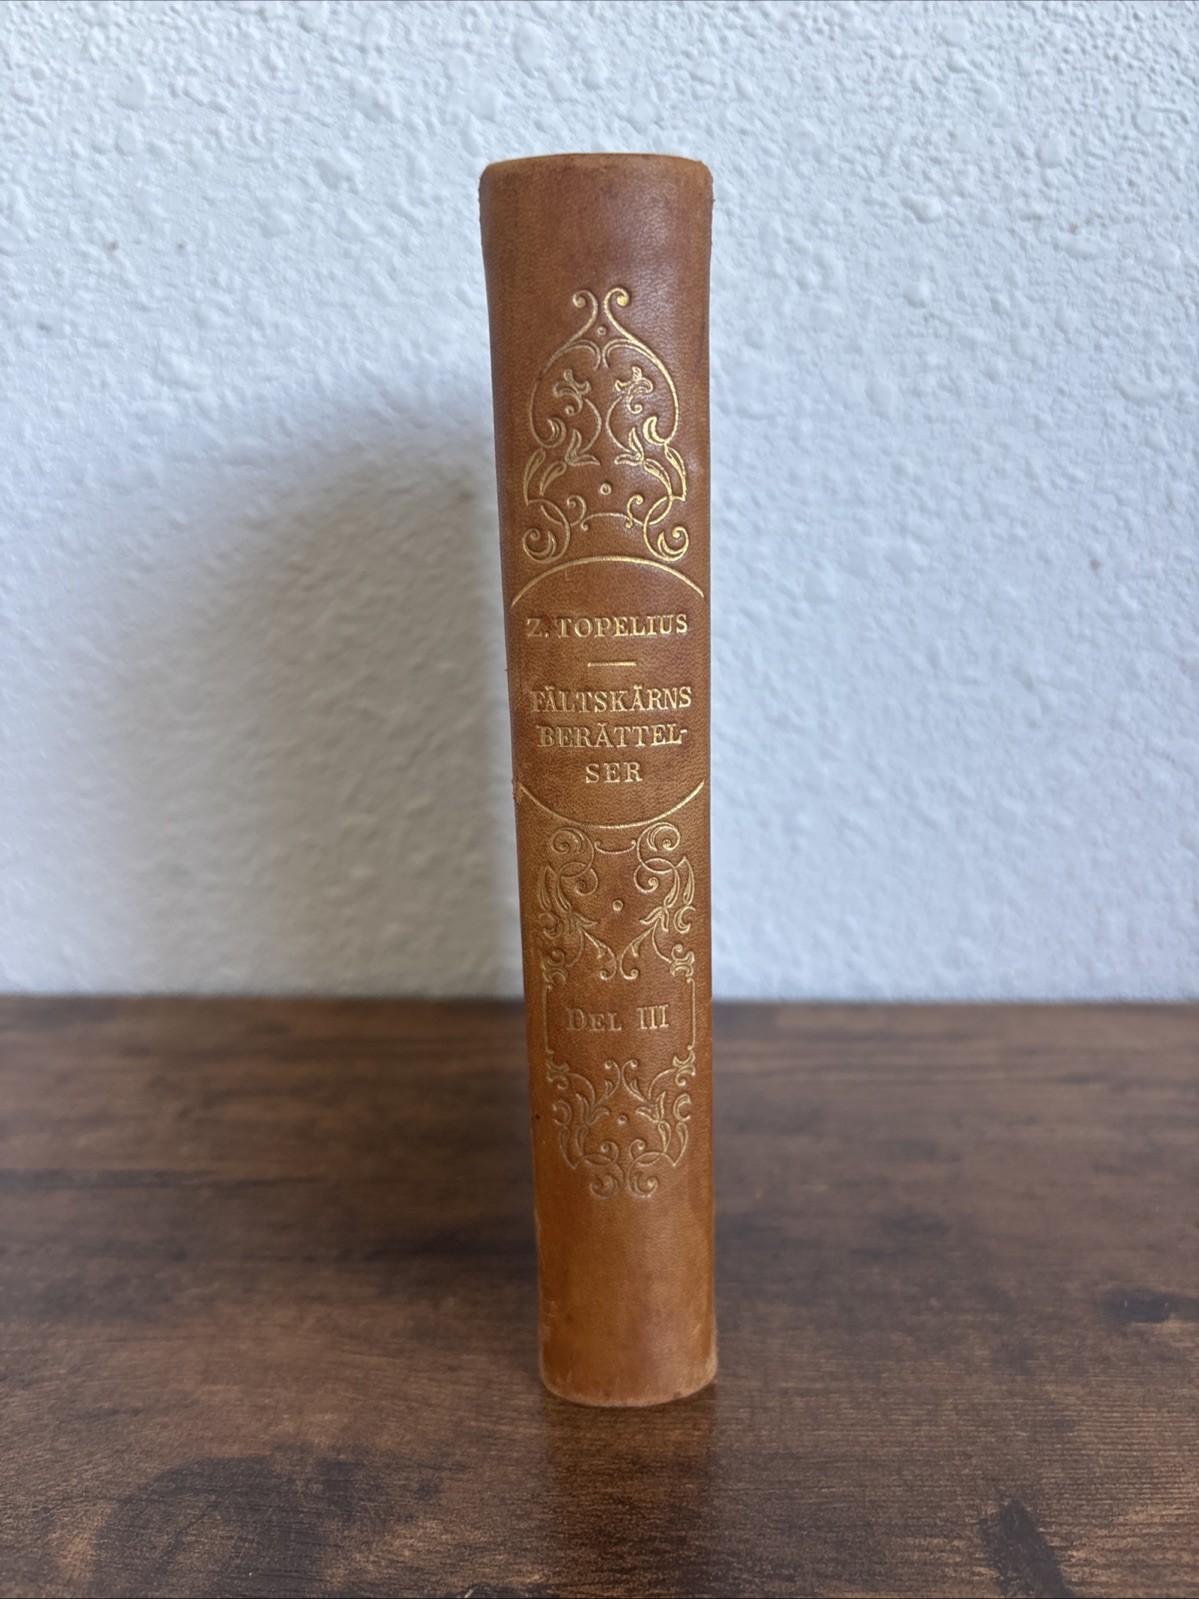 Z. TOPELIUS
FÄLTSKÄRNS
BERÄTTEL-
SER
DEL III